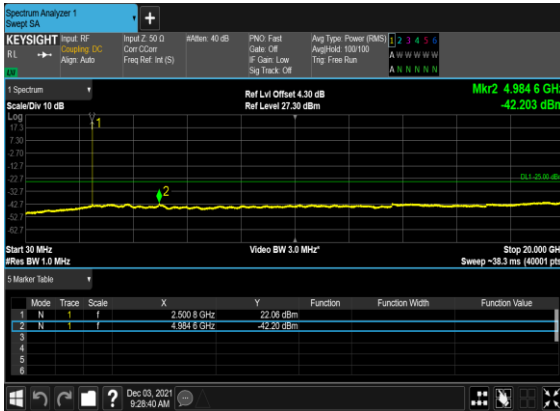 Spectrum Analyzer 1
Swept SA
+
KEYSIGHT Input: RF Input Z: 50 Ω #Atten: 40 dB PNO: Fast Avg Type: Power (RMS) 1 2 3 4 5 6
RL Coupling: DC Corr CCorr Gate: Off Avg|Hold: 100/100 A W W W W W
Align: Auto Freq Ref: Int (S) IF Gain: Low Trig: Free Run
LW Sig Track: Off A N N N N N
1 Spectrum Ref Lvl Offset 4.30 dB Mkr2 4.984 6 GHz
Scale/Div 10 dB Ref Level 27.30 dBm -42.203 dBm
Log
17.3
7.30
-2.70
-12.7
-22.7
-32.7
-42.7
-52.7
-62.7
1
2
DL1 -25.00 dBm
Start 30 MHz Video BW 3.0 MHz* Stop 20.000 GHz
#Res BW 1.0 MHz Sweep ~38.3 ms (40001 pts)
5 Marker Table
Mode Trace Scale X Y Function Function Width Function Value
1 N 1 f 2.500 8 GHz 22.06 dBm
2 N 1 f 4.984 6 GHz -42.20 dBm
3
4
5
6
? Dec 03, 2021
9:28:40 AM